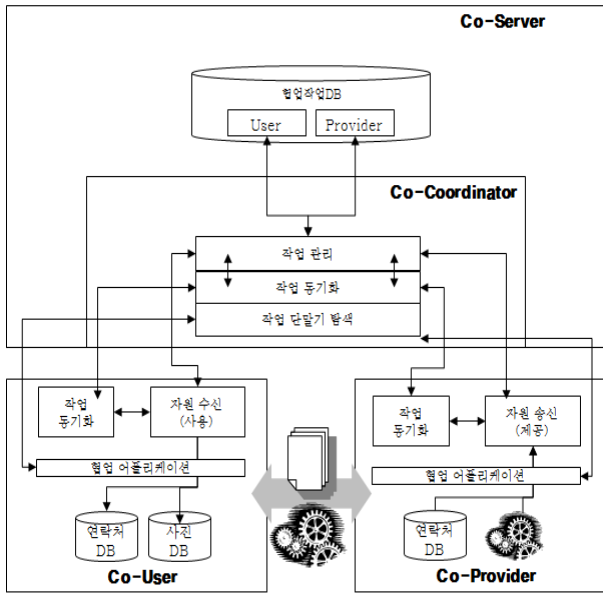 Co-Server
협업작업DB
User
Provider
Co-Coordinator
작업 관리
작업 동기화
작업 단말기 탐색
작업
동기화
자원 수신
(사용)
협업 어플리케이션
연락처
DB
사진
DB
Co-User
작업
동기화
자원 송신
(제공)
협업 어플리케이션
연락처
DB
Co-Provider